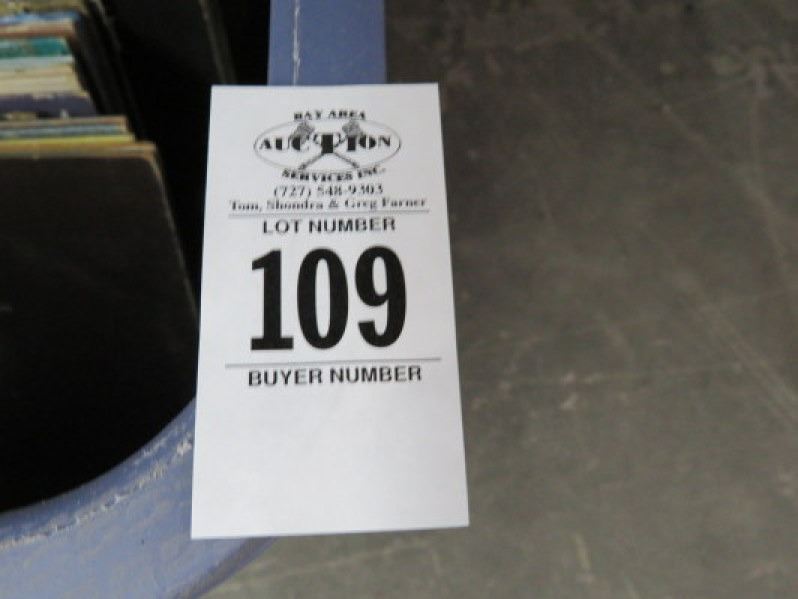 BAY AREA
AUCTION
SERVICES INC.
(727) 548-9303
Tom, Shondra & Greg Farner
LOT NUMBER
109
BUYER NUMBER